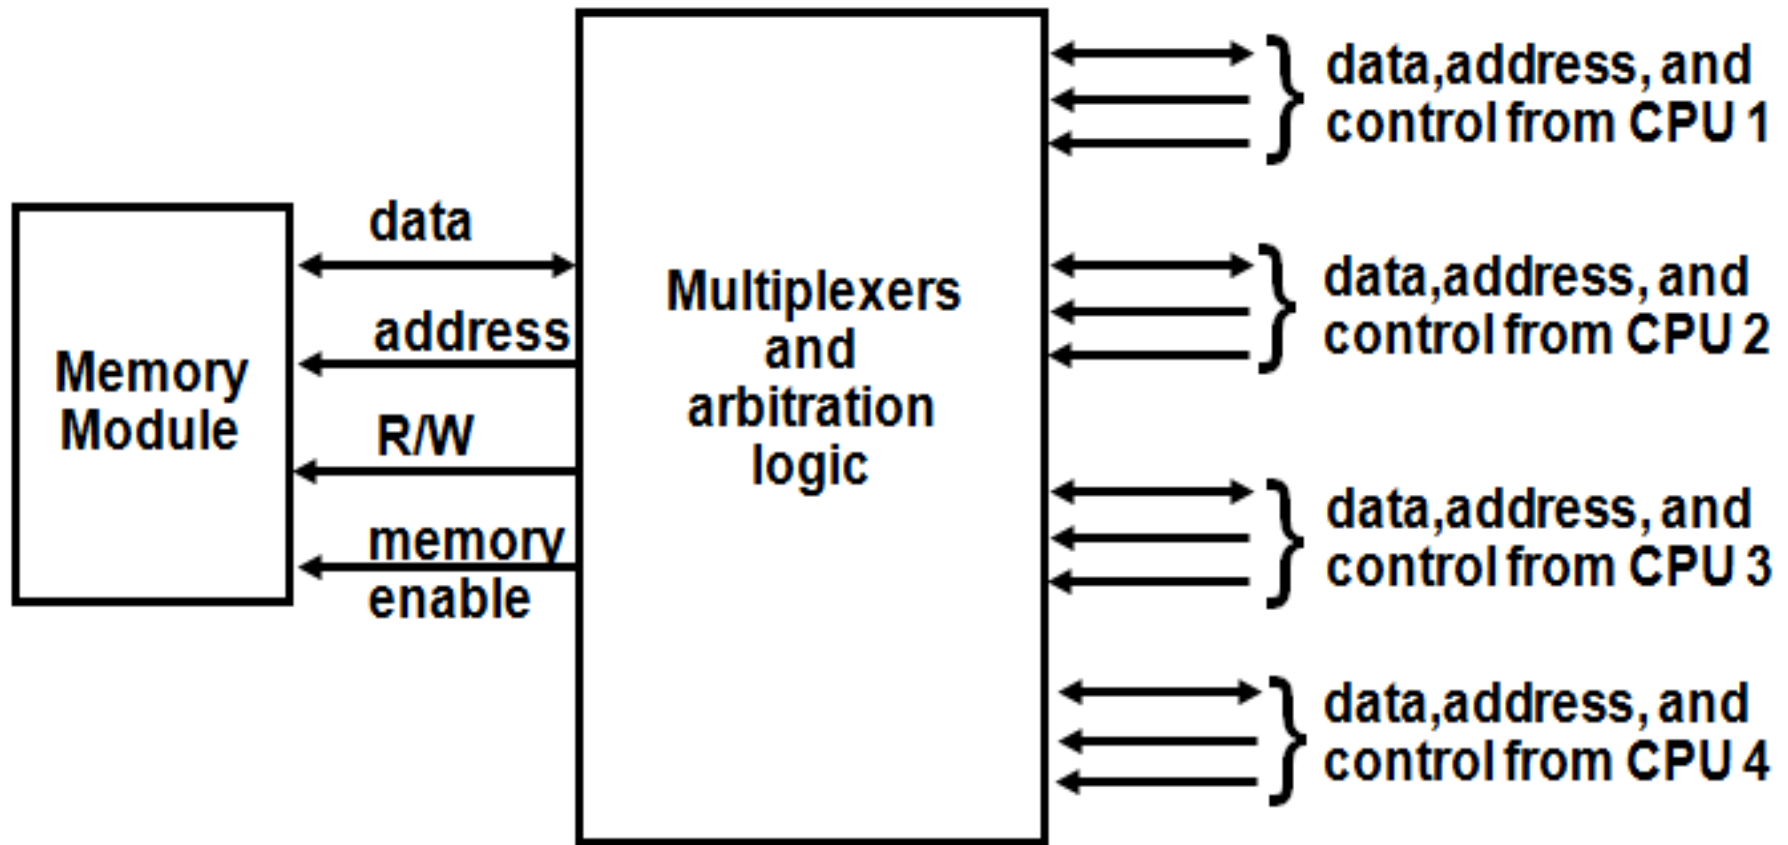 Memory
Module
data
address
R/W
memory
enable
Multiplexers
and
arbitration
logic
data,address, and
control from CPU 1
data,address, and
control from CPU 2
data,address, and
control from CPU 3
data,address, and
control from CPU 4